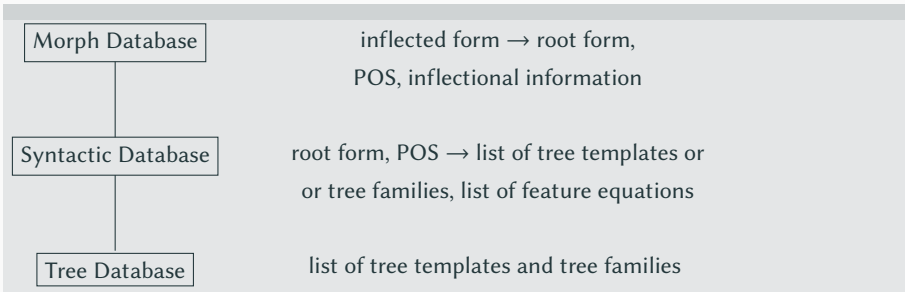 Morph Database
inflected form → root form,
POS, inflectional information
Syntactic Database
root form, POS → list of tree templates or
or tree families, list of feature equations
Tree Database
list of tree templates and tree families